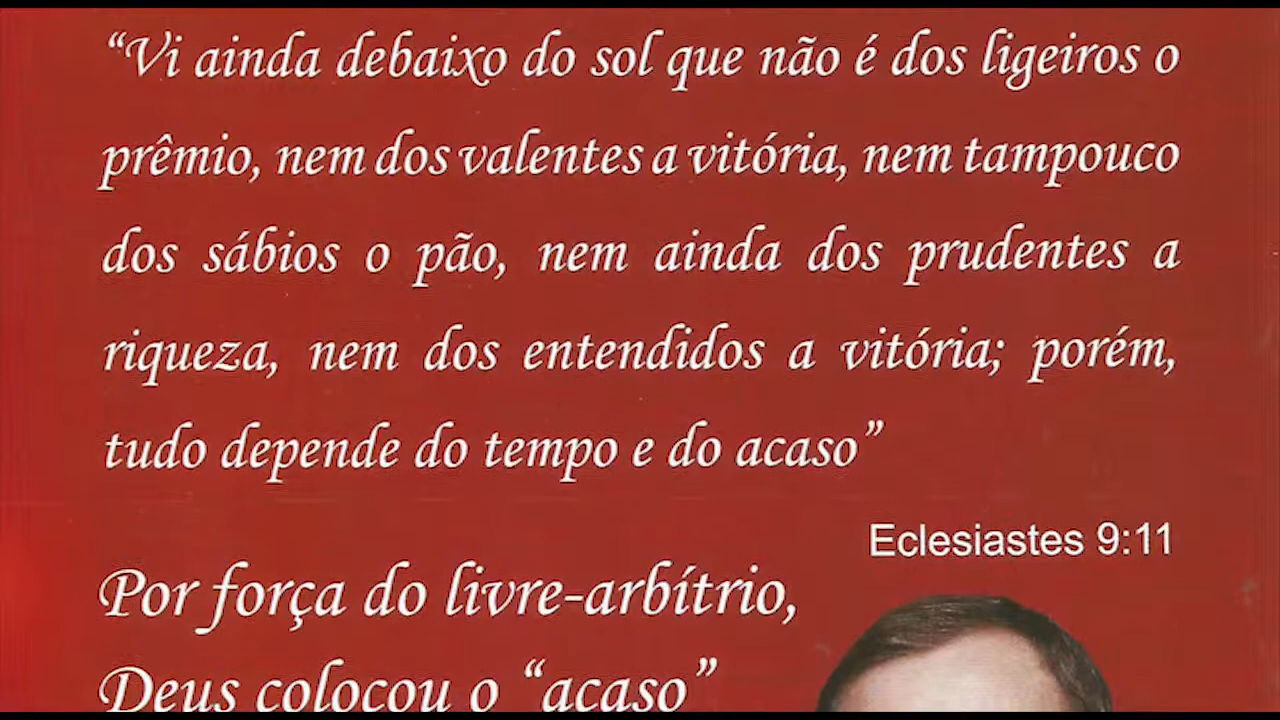 “Vi ainda debaixo do sol que não é dos ligeiros o
prêmio, nem dos valentes a vitória, nem tampouco
dos sábios o pão, nem ainda dos prudentes a
riqueza, nem dos entendidos a vitória; porém,
tudo depende do tempo e do acaso”
Eclesiastes 9:11
Por força do livre-arbítrio,
Deus colocou o “acaso”